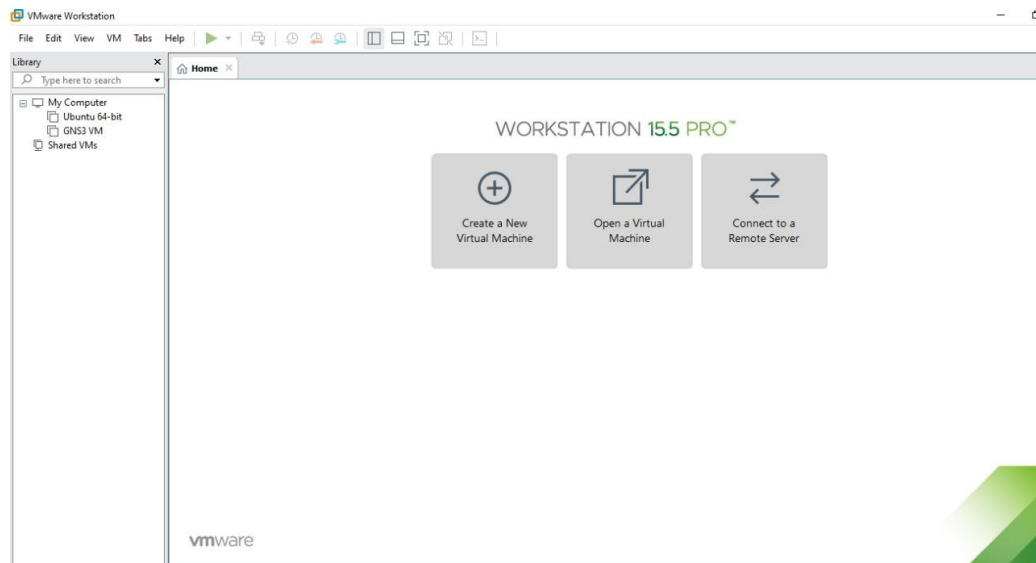 VMware Workstation
File Edit View VM Tabs Help
Library
Type here to search
My Computer
Ubuntu 64-bit
GNS3 VM
Shared VMs
Home
WORKSTATION 15.5 PRO™
Create a New
Virtual Machine
Open a Virtual
Machine
Connect to a
Remote Server
vmware